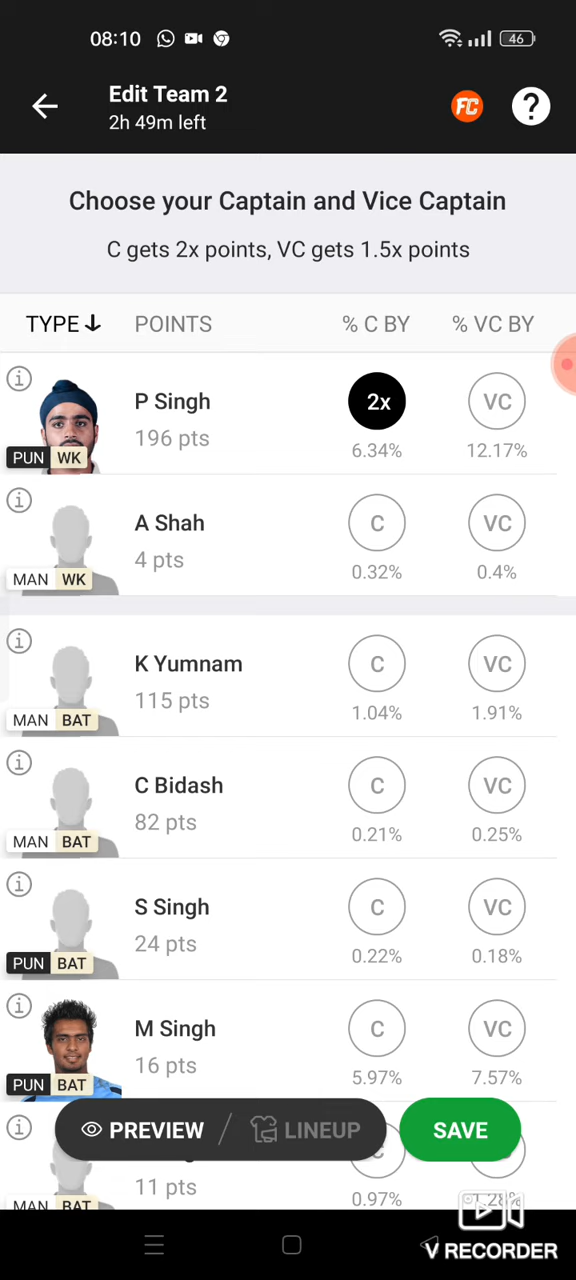 08:10
46
Edit Team 2
2h 49m left
FC
?
Choose your Captain and Vice Captain
C gets 2x points, VC gets 1.5x points
TYPE POINTS % C BY % VC BY
P Singh
196 pts
2x
VC
6.34%
12.17%
PUN WK
A Shah
4 pts
C
VC
0.32%
0.4%
MAN WK
K Yumnam
115 pts
C
VC
1.04%
1.91%
MAN BAT
C Bidash
82 pts
C
VC
0.21%
0.25%
MAN BAT
S Singh
24 pts
C
VC
0.22%
0.18%
PUN BAT
M Singh
16 pts
C
VC
5.97%
7.57%
PUN BAT
PREVIEW / LINEUP
SAVE
11 pts
0.97%
1.28%
MAN BAT
V RECORDER